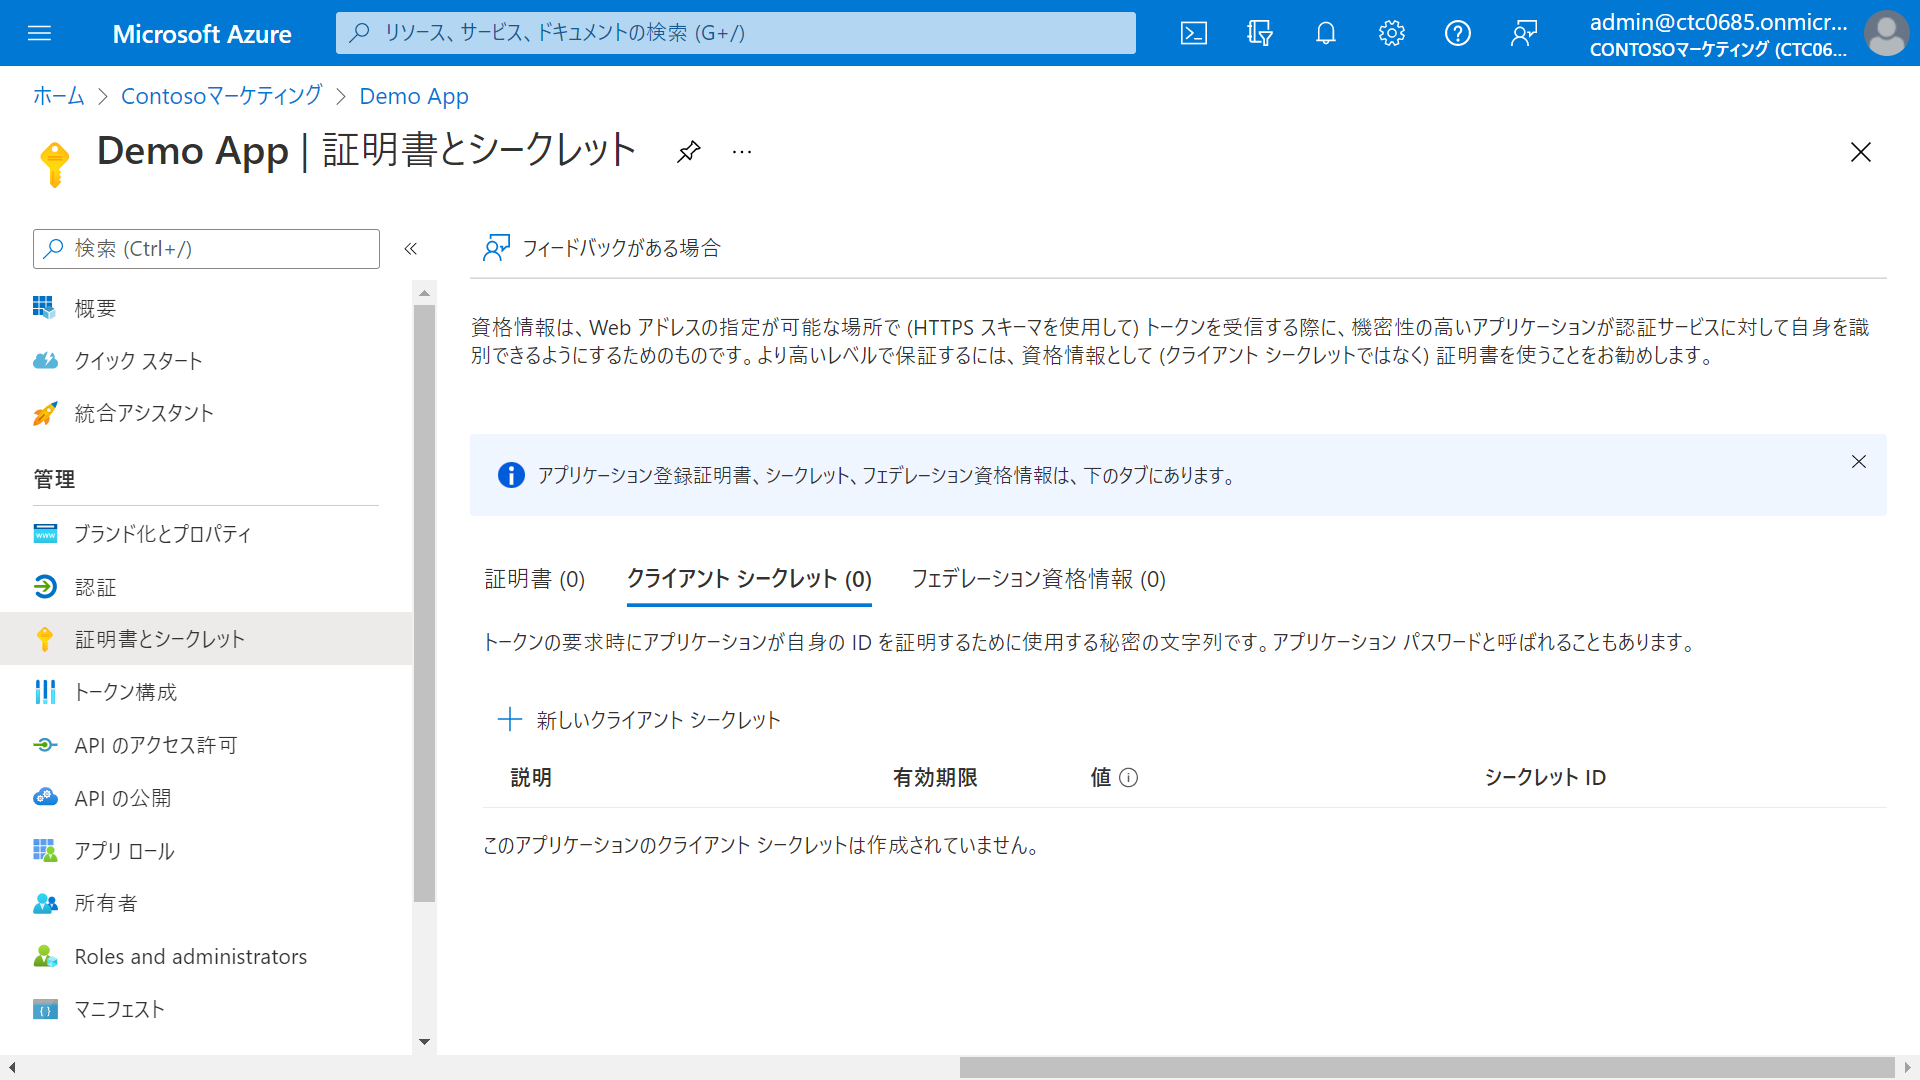 Microsoft Azure
リソース、サービス、ドキュメントの検索 (G+/)
admin@ctc0685.onmicr...
CONTOSOマーケティング (CTC06...
ホーム > Contosoマーケティング > Demo App
Demo App | 証明書とシークレット
検索 (Ctrl+/)
フィードバックがある場合
概要
クイック スタート
統合アシスタント
管理
ブランド化とプロパティ
認証
証明書とシークレット
トークン構成
API のアクセス許可
API の公開
アプリ ロール
所有者
Roles and administrators
マニフェスト
資格情報は、Web アドレスの指定が可能な場所で (HTTPS スキーマを使用して) トークンを受信する際に、機密性の高いアプリケーションが認証サービスに対して自身を識
別できるようにするためのものです。より高いレベルで保証するには、資格情報として (クライアント シークレットではなく) 証明書を使うことをお勧めします。
アプリケーション登録証明書、シークレット、フェデレーション資格情報は、下のタブにあります。
証明書 (0) クライアント シークレット (0) フェデレーション資格情報 (0)
トークンの要求時にアプリケーションが自身の ID を証明するために使用する秘密の文字列です。アプリケーション パスワードと呼ばれることもあります。
新しいクライアント シークレット
説明 有効期限 値 シークレット ID
このアプリケーションのクライアント シークレットは作成されていません。